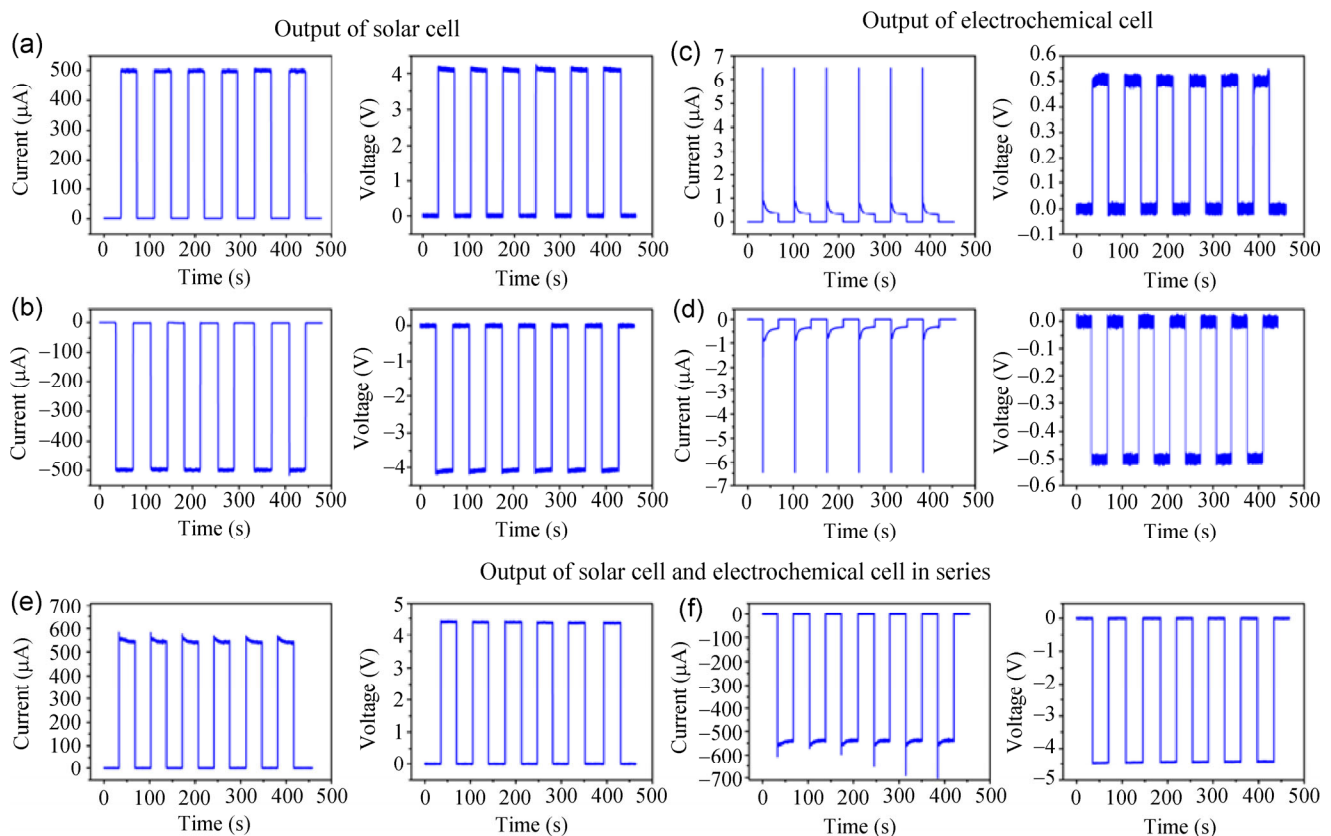 Output of solar cell
Output of electrochemical cell
(a)
Current (μA)
500
400
300
200
100
0
0 100 200 300 400 500
Time (s)
Voltage (V)
4
3
2
1
0
0 100 200 300 400 500
Time (s)
(c)
Current (μA)
7
6
5
4
3
2
1
0
0 100 200 300 400 500
Time (s)
Voltage (V)
0.6
0.5
0.4
0.3
0.2
0.1
0.0
−0.1
0 100 200 300 400 500
Time (s)
(b)
Current (μA)
0
−100
−200
−300
−400
−500
0 100 200 300 400 500
Time (s)
Voltage (V)
0
−1
−2
−3
−4
0 100 200 300 400 500
Time (s)
(d)
Current (μA)
0
−1
−2
−3
−4
−5
−6
−7
0 100 200 300 400 500
Time (s)
Voltage (V)
0.0
−0.1
−0.2
−0.3
−0.4
−0.5
−0.6
0 100 200 300 400 500
Time (s)
Output of solar cell and electrochemical cell in series
(e)
Current (μA)
700
600
500
400
300
200
100
0
0 100 200 300 400 500
Time (s)
Voltage (V)
5
4
3
2
1
0
0 100 200 300 400 500
Time (s)
(f)
Current (μA)
0
−100
−200
−300
−400
−500
−600
−700
0 100 200 300 400 500
Time (s)
Voltage (V)
0
−1
−2
−3
−4
−5
0 100 200 300 400 500
Time (s)